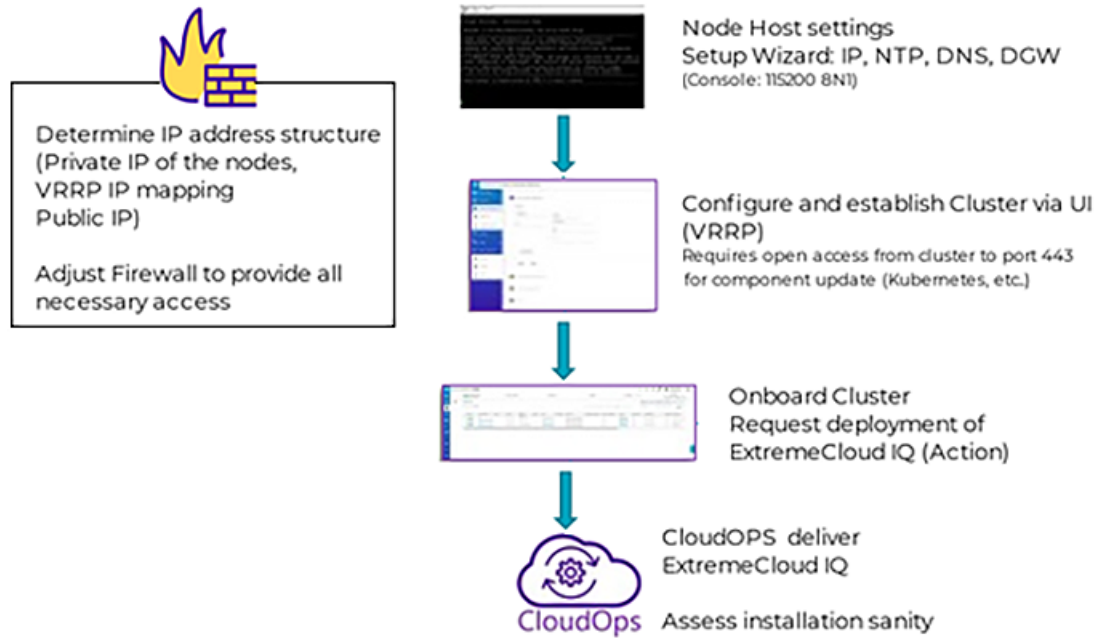 Determine IP address structure
(Private IP of the nodes,
VRRP IP mapping
Public IP)
Adjust Firewall to provide all
necessary access
Node Host settings
Setup Wizard: IP, NTP, DNS, DGW
(Console: 115200 8N1)
Configure and establish Cluster via UI
(VRRP)
Requires open access from cluster to port 443
for component update (Kubernetes, etc.)
Onboard Cluster
Request deployment of
ExtremeCloud IQ (Action)
CloudOPS deliver
ExtremeCloud IQ
Assess installation sanity
CloudOps